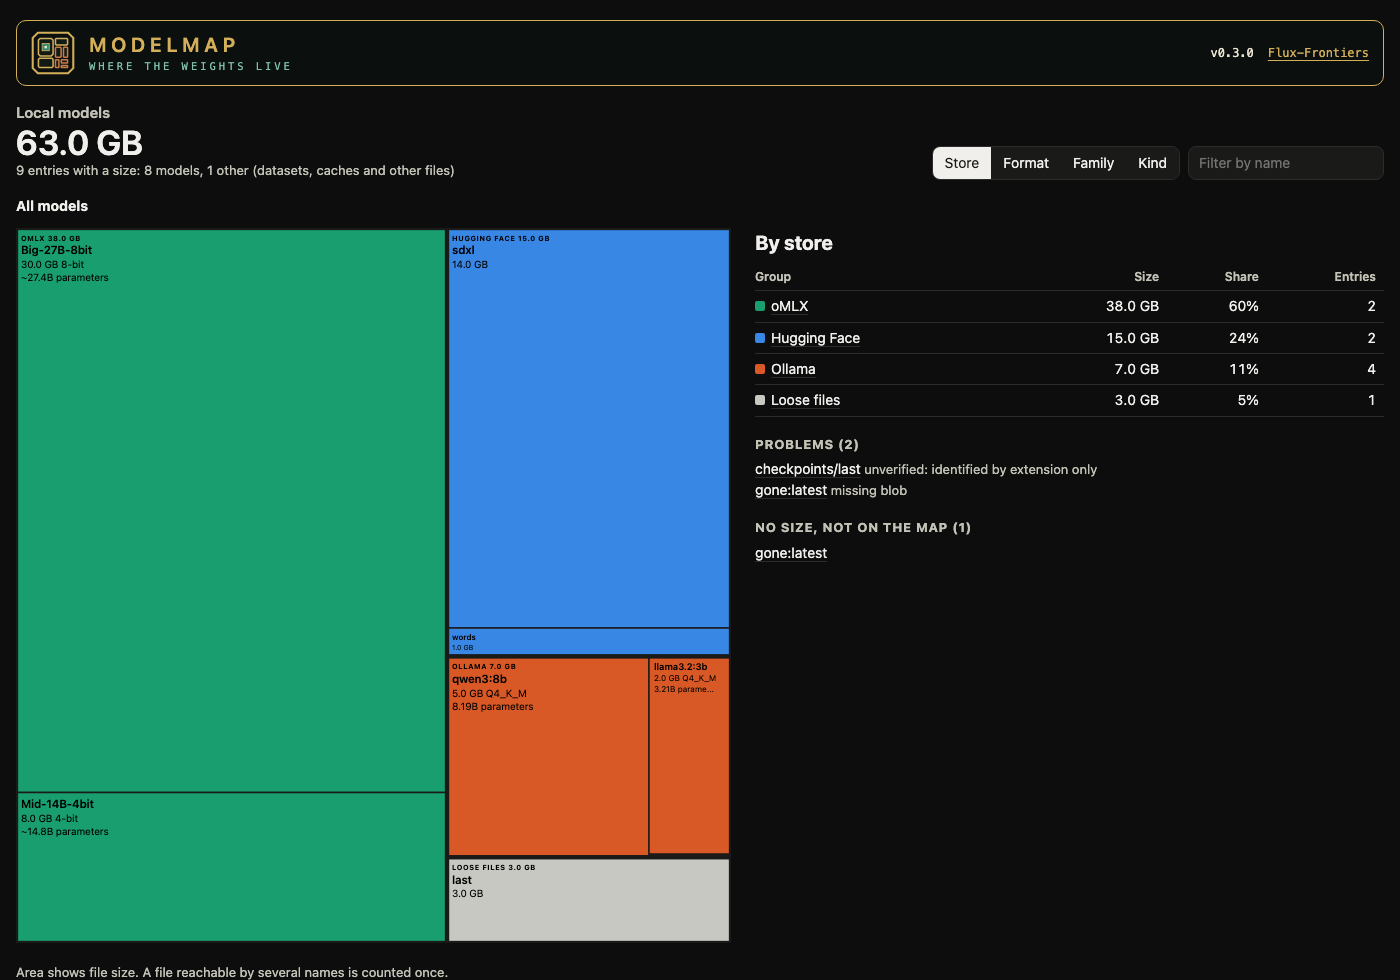 MODELMAP
WHERE THE WEIGHTS LIVE
v0.3.0 Flux-Frontiers
Local models
63.0 GB
9 entries with a size: 8 models, 1 other (datasets, caches and other files)
Store Format Family Kind Filter by name
All models
OMLX 38.0 GB
Big-27B-8bit
30.0 GB 8-bit
~27.4B parameters
Mid-14B-4bit
8.0 GB 4-bit
~14.8B parameters
HUGGING FACE 15.0 GB
sdxl
14.0 GB
words
1.0 GB
OLLAMA 7.0 GB
qwen3:8b
5.0 GB Q4_K_M
8.19B parameters
llama3.2:3b
2.0 GB Q4_K_M
3.21B parame...
LOOSE FILES 3.0 GB
last
3.0 GB
By store
Group Size Share Entries
oMLX 38.0 GB 60% 2
Hugging Face 15.0 GB 24% 2
Ollama 7.0 GB 11% 4
Loose files 3.0 GB 5% 1
PROBLEMS (2)
checkpoints/last unverified: identified by extension only
gone:latest missing blob
NO SIZE, NOT ON THE MAP (1)
gone:latest
Area shows file size. A file reachable by several names is counted once.